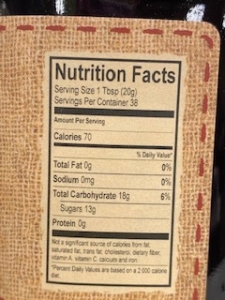 Nutrition Facts
Serving Size 1 Tbsp (20g)
Servings Per Container 38
Amount Per Serving
Calories 70
% Daily Value*
Total Fat 0g 0%
Sodium 0mg 0%
Total Carbohydrate 18g 6%
Sugars 13g
Protein 0g
Not a significant source of calories from fat,
saturated fat, trans fat, cholesterol, dietary fiber,
vitamin A, vitamin C, calcium and iron.
*Percent Daily Values are based on a 2,000 calorie
diet.